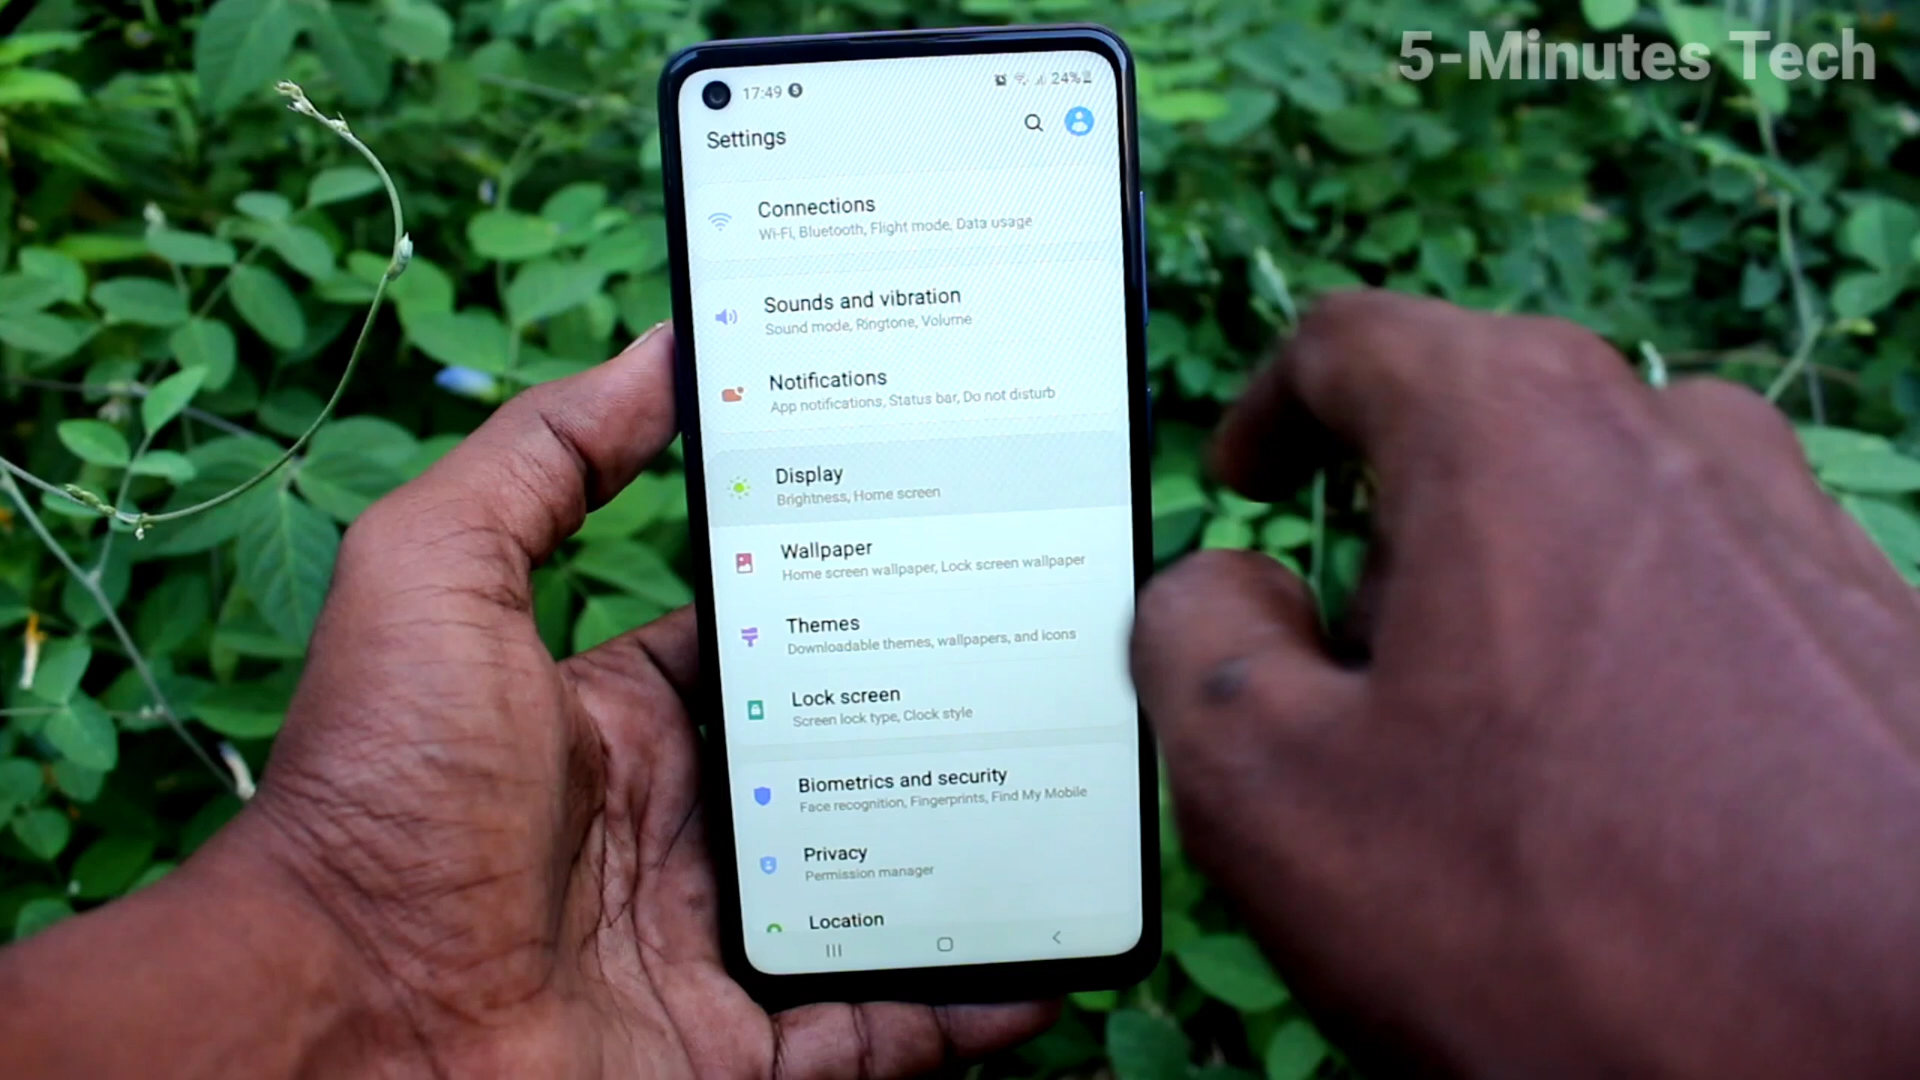 5-Minutes Tech
17:49
24%
Settings
Connections
Wi-Fi, Bluetooth, Flight mode, Data usage
Sounds and vibration
Sound mode, Ringtone, Volume
Notifications
App notifications, Status bar, Do not disturb
Display
Brightness, Home screen
Wallpaper
Home screen wallpaper, Lock screen wallpaper
Themes
Downloadable themes, wallpapers, and icons
Lock screen
Screen lock type, Clock style
Biometrics and security
Face recognition, Fingerprints, Find My Mobile
Privacy
Permission manager
Location